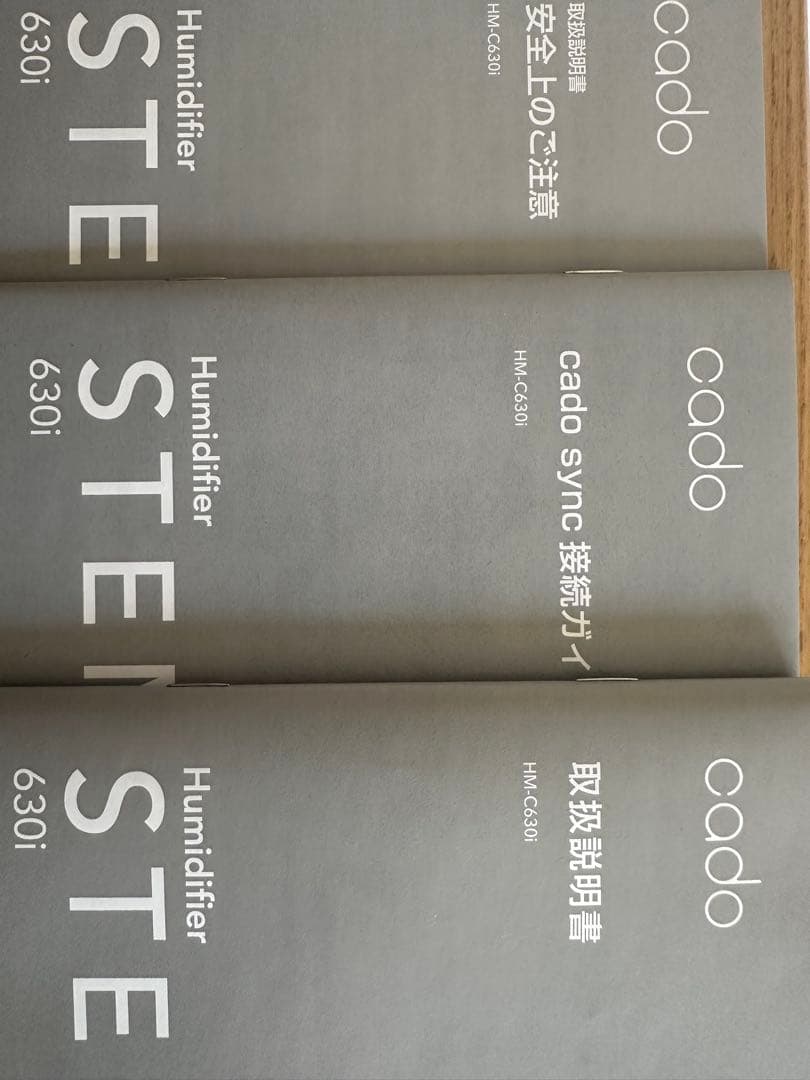 cado
取扱説明書
安全上のご注意
HM-C630i
Humidifier
STE
630i
cado
cado sync 接続ガイ
HM-C630i
Humidifier
STE
630i
cado
取扱説明書
HM-C630i
Humidifier
STE
630i